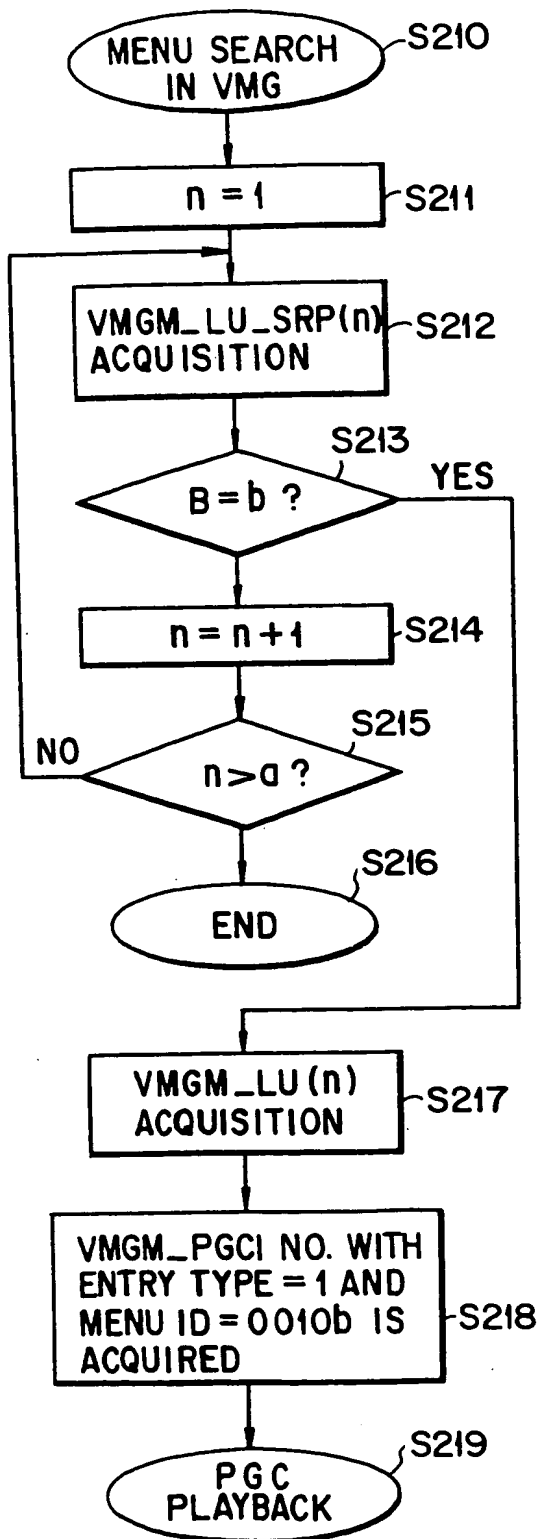 MENU SEARCH
IN VMG
S210
n = 1
S211
VMGM_LU_SRP(n)
ACQUISITION
S212
S213
B = b ?
YES
n = n + 1
S214
S215
NO
n > a ?
S216
END
VMGM_LU(n)
ACQUISITION
S217
VMGM_PGCI NO. WITH
ENTRY TYPE = 1 AND
MENU ID = 0010b IS
ACQUIRED
S218
S219
PGC
PLAYBACK